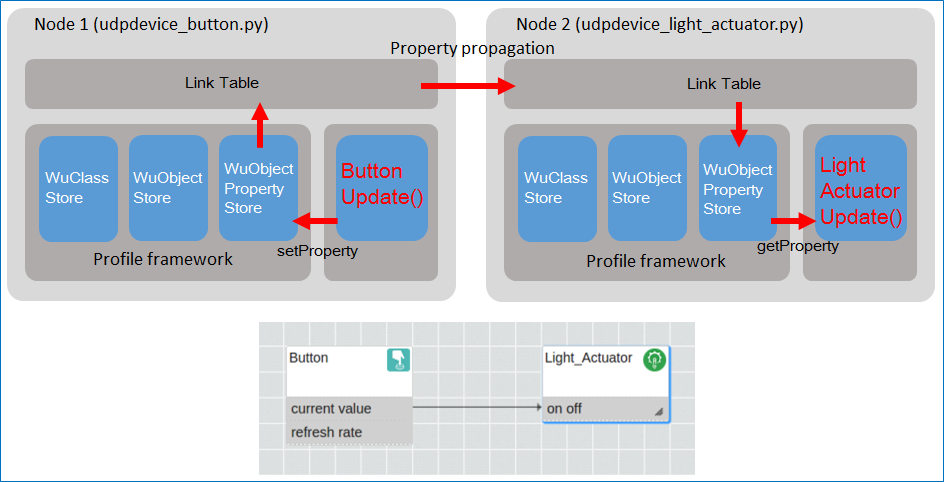 Node 1 (udpdevice_button.py)
Node 2 (udpdevice_light_actuator.py)
Property propagation
Link Table
Link Table
WuClass
Store
WuObject
Store
WuObject
Property
Store
Button
Update()
setProperty
Profile framework
WuClass
Store
WuObject
Store
WuObject
Property
Store
Light
Actuator
Update()
getProperty
Profile framework
Button
current value
refresh rate
Light_Actuator
on off